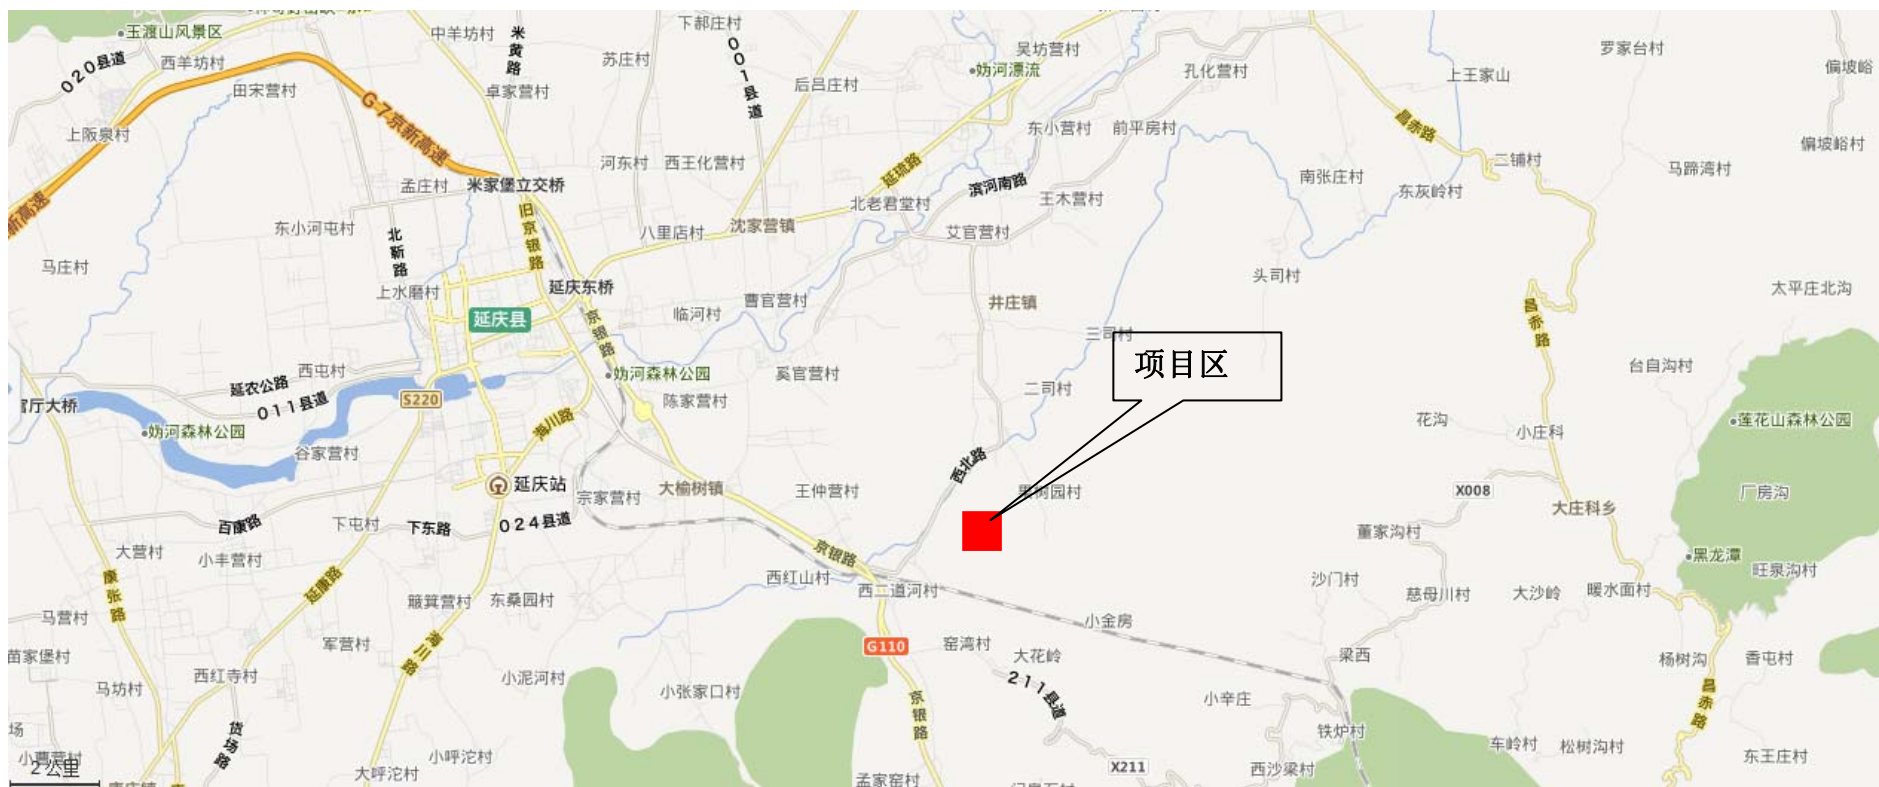 玉渡山风景区
中羊坊村
米黄路
下郝庄村
001县道
苏庄村
吴坊营村
妫河漂流
孔化营村
罗家台村
上王家山
偏坡峪
020县道
西羊坊村
田宋营村
G-7京新高速
卓家营村
后吕庄村
昌赤路
上阪泉村
河东村
西王化营村
延琉路
东小营村
前平房村
二铺村
马蹄湾村
偏坡峪村
新高速
孟庄村
米家堡立交桥
滨河南路
王木营村
南张庄村
东灰岭村
旧京银路
北老君堂村
东小河屯村
北靳路
八里店村
沈家营镇
艾官营村
马庄村
上水磨村
延庆东桥
曹官营村
井庄镇
头司村
太平庄北沟
延庆县
京银路
临河村
三司村
昌赤路
项目区
西屯村
延农公路
011县道
S220
妫河森林公园
奚官营村
二司村
台自沟村
官厅大桥
妫河森林公园
海川路
陈家营村
花沟
小庄科
莲花山森林公园
谷家营村
西北路
延庆站
宗家营村
大榆树镇
王仲营村
果树园村
X008
厂房沟
百康路
下屯村
下东路
024县道
大庄科乡
董家沟村
大营村
小丰营村
京银路
黑龙潭
旺泉沟村
康张路
延康路
簸箕营村
东桑园村
西红山村
西二道河村
沙门村
慈母川村
大沙岭
暖水面村
马营村
海川路
军营村
G110
窑湾村
小金房
苗家堡村
西红寺村
小泥河村
大花岭
梁西
杨树沟
香屯村
马坊村
小张家口村
京银路
211县道
小辛庄
昌赤路
场
货场路
铁炉村
小曹营村
小呼沱村
车岭村
松树沟村
东王庄村
2公里
大呼沱村
孟家窑村
X211
西沙梁村